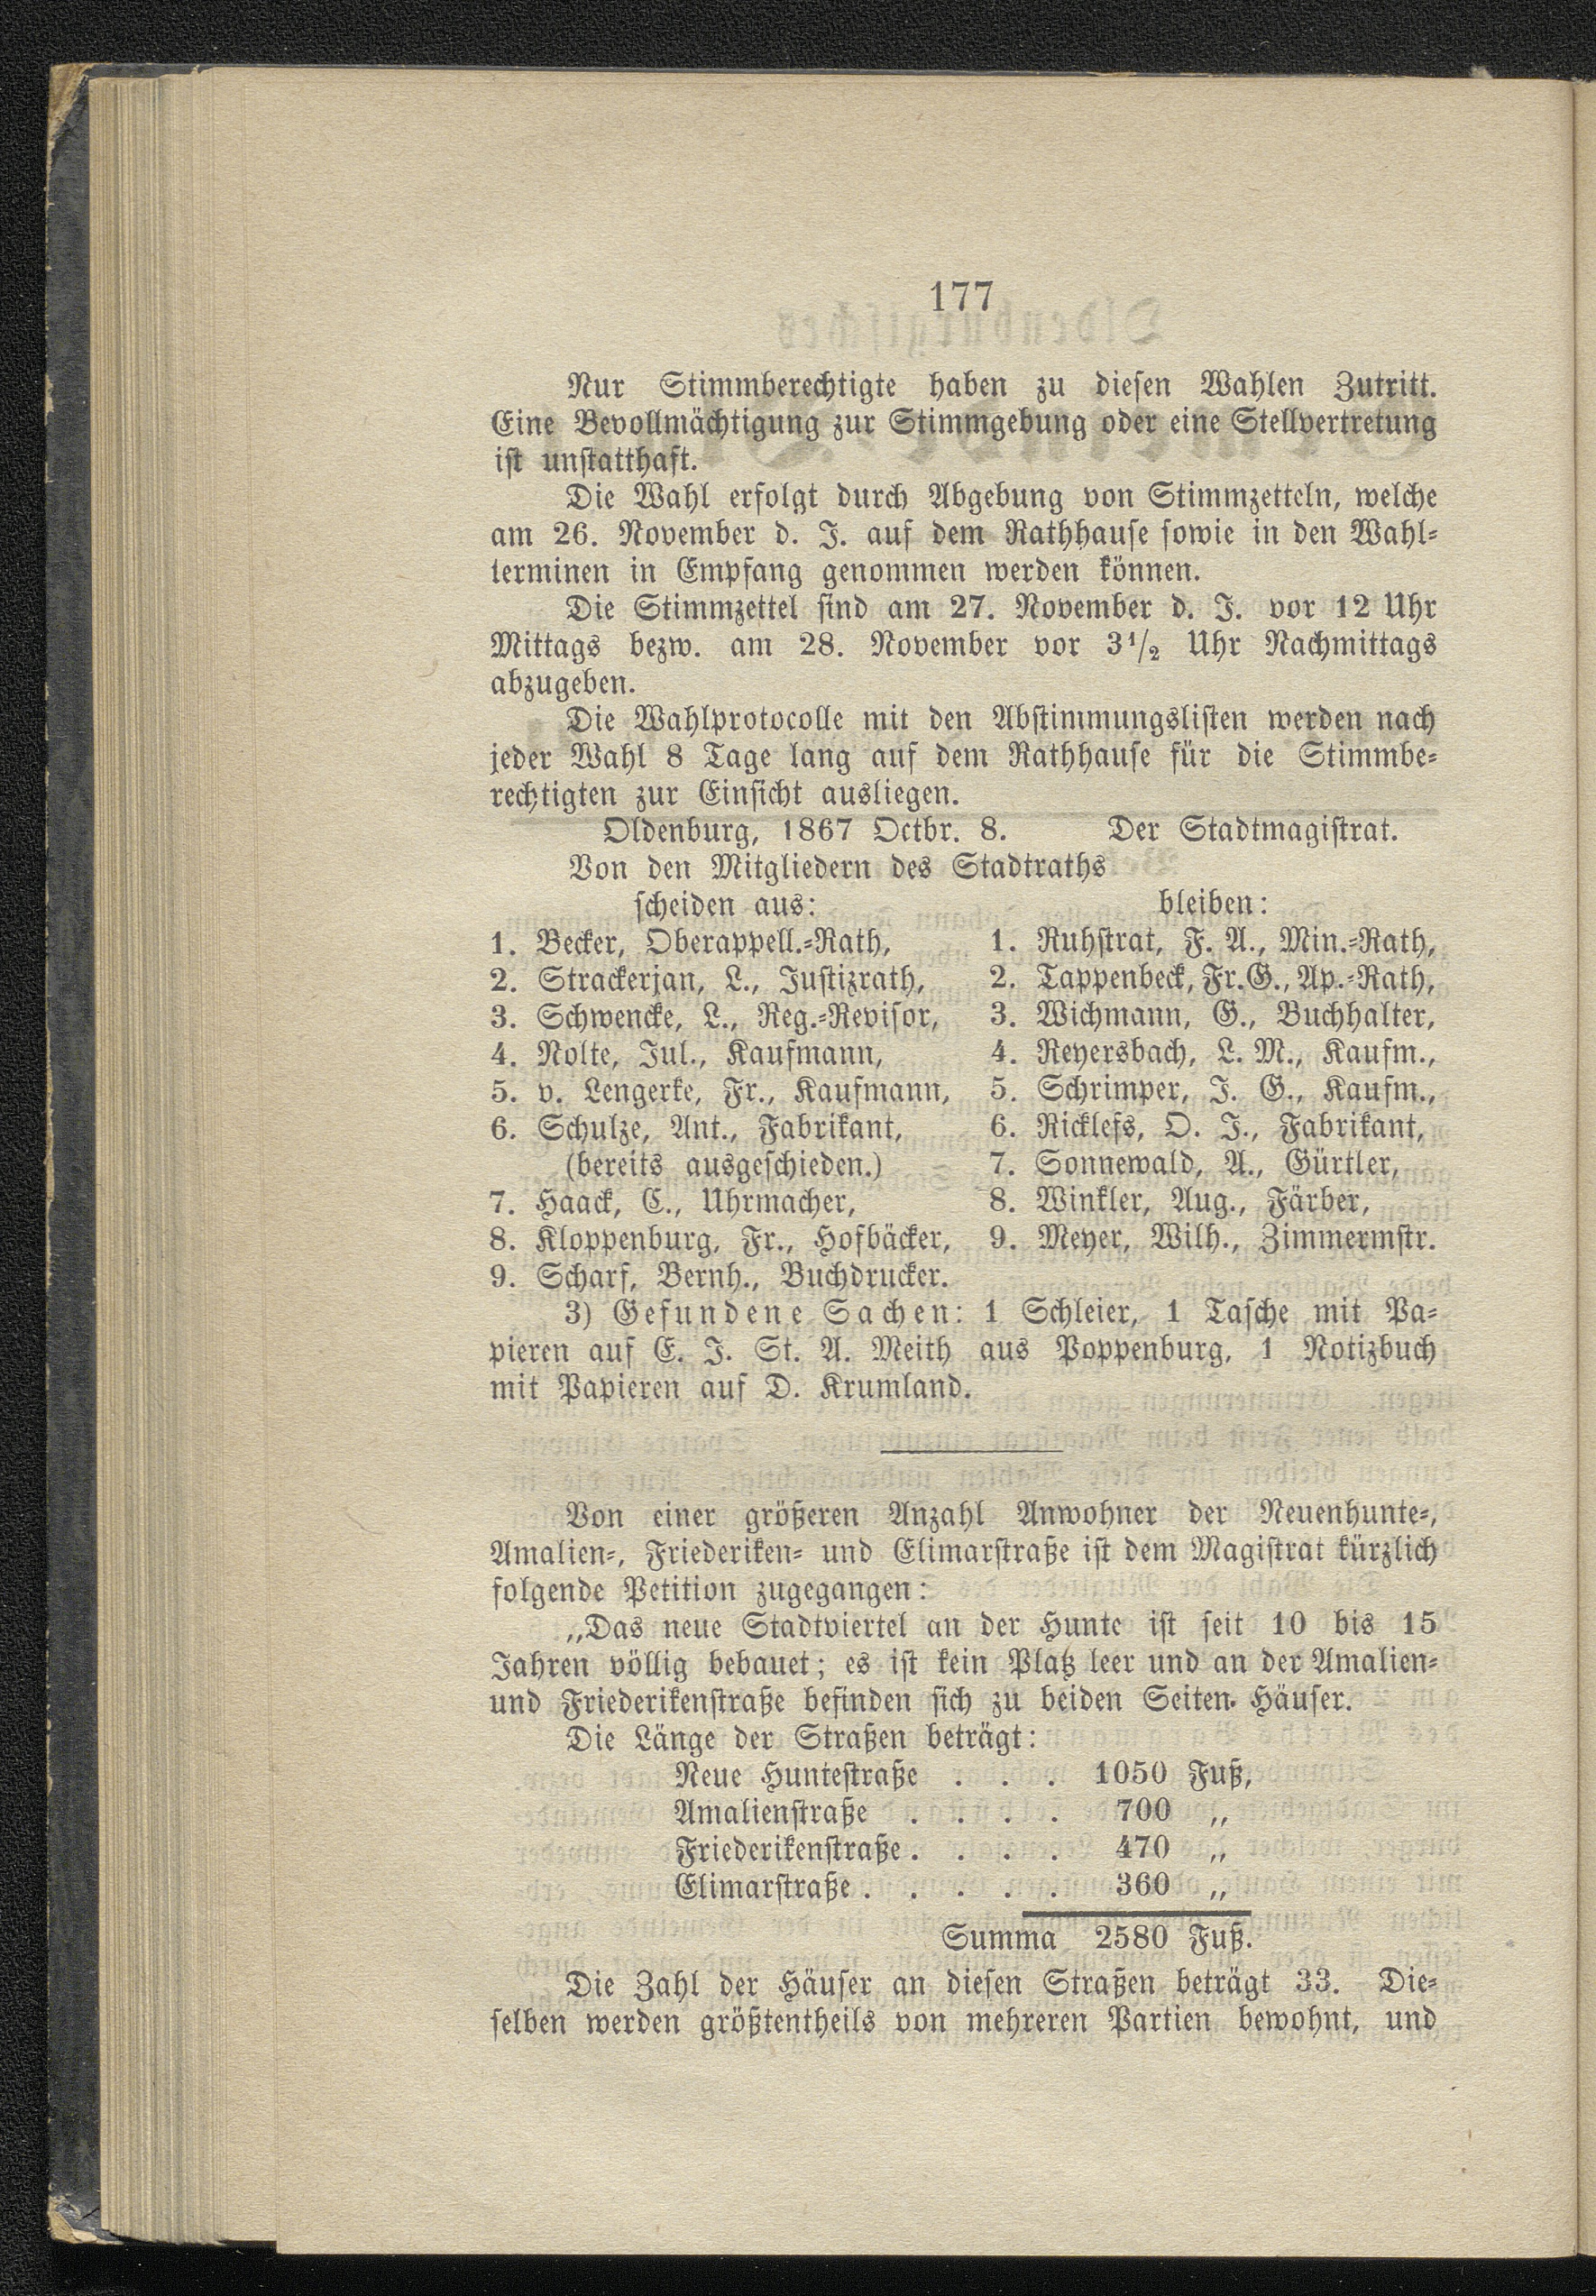 177
Nur Stimmberechtigte haben zu diesen Wahlen Zutritt.
Eine Bevollmächtigung zur Stimmgebung oder eine Stellvertretung
ist unstatthaft.
Die Wahl erfolgt durch Abgebung von Stimmzetteln, welche
am 26. November d. J. auf dem Rathhause sowie in den Wahl-
terminen in Empfang genommen werden können.
Die Stimmzettel sind am 27. November d. J. vor 12 Uhr
Mittags bezw. am 28. November vor 3 1/2 Uhr Nachmittags
abzugeben.
Die Wahlprotocolle mit den Abstimmungslisten werden nach
jeder Wahl 8 Tage lang auf dem Rathhause für die Stimmbe-
rechtigten zur Einsicht ausliegen.
Oldenburg, 1867 Octbr. 8. Der Stadtmagistrat.
Von den Mitgliedern des Stadtraths
scheiden aus:
1. Becker, Oberappell.-Rath,
2. Strackerjan, L., Justizrath,
3. Schwencke, L., Reg.-Revisor,
4. Nolte, Jul., Kaufmann,
5. v. Lengerke, Fr., Kaufmann,
6. Schulze, Ant., Fabrikant,
(bereits ausgeschieden.)
7. Haack, C., Uhrmacher,
8. Kloppenburg, Fr., Hofbäcker,
9. Scharf, Bernh., Buchdrucker.
bleiben:
1. Ruhstrat, F. A., Min.-Rath,
2. Tappenbeck, Fr. G., Ap.-Rath,
3. Wichmann, G., Buchhalter,
4. Reyersbach, L. M., Kaufm.,
5. Schrimper, J. G., Kaufm.,
6. Ricklefs, O. J., Fabrikant,
7. Sonnewald, A., Gürtler,
8. Winkler, Aug., Färber,
9. Meyer, Wilh., Zimmermstr.
3) Gefundene Sachen: 1 Schleier, 1 Tasche mit Pa-
pieren auf E. J. St. A. Meith aus Poppenburg, 1 Notizbuch
mit Papieren auf D. Krumland.
Von einer größeren Anzahl Anwohner der Neuenhunte-,
Amalien-, Friederiken- und Elimarstraße ist dem Magistrat kürzlich
folgende Petition zugegangen:
„Das neue Stadtviertel an der Hunte ist seit 10 bis 15
Jahren völlig bebauet; es ist kein Platz leer und an der Amalien-
und Friederikenstraße befinden sich zu beiden Seiten Häuser.
Die Länge der Straßen beträgt:
Neue Huntestraße . . . 1050 Fuß,
Amalienstraße . . . . 700 „
Friederikenstraße . . . . 470 „
Elimarstraße . . . . . 360 „
Summa 2580 Fuß.
Die Zahl der Häuser an diesen Straßen beträgt 33. Die-
selben werden größtentheils von mehreren Partien bewohnt, und